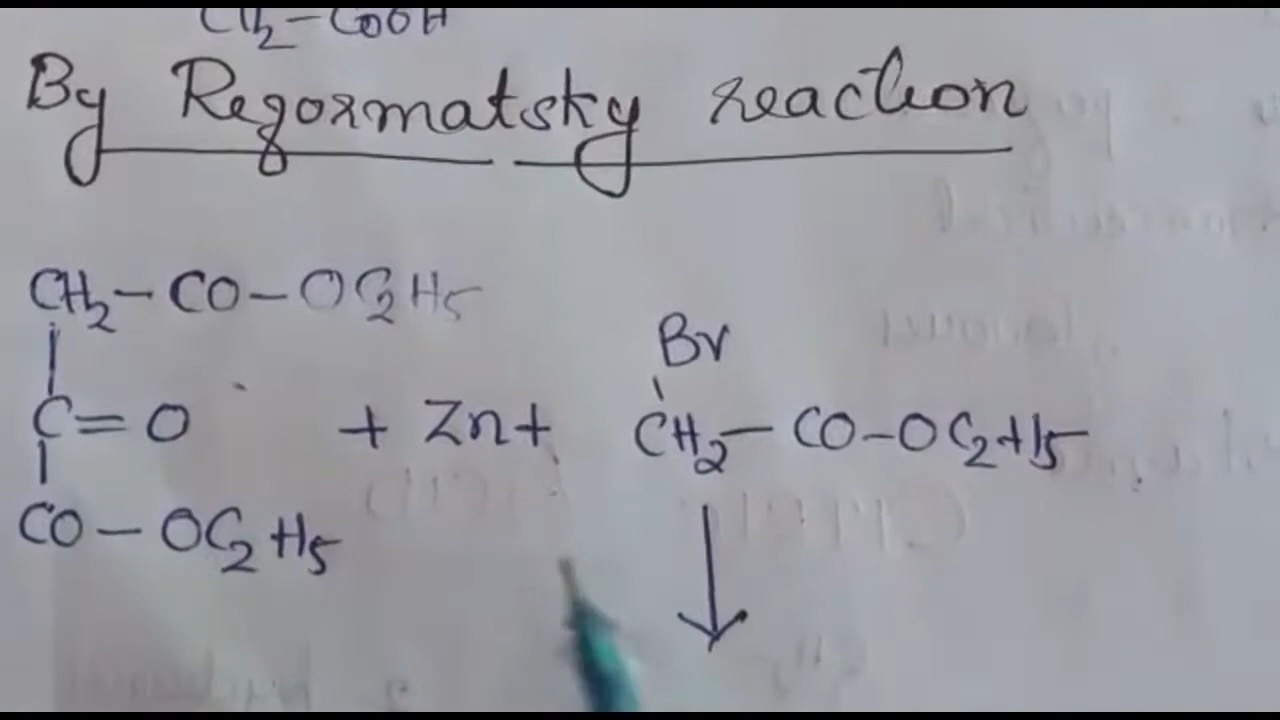 CH2-COOH
By Regormatsky reaction
CH2-CO-OC2H5
Br
C=O + Zn+ CH2-CO-OC2H5
CO-OC2H5